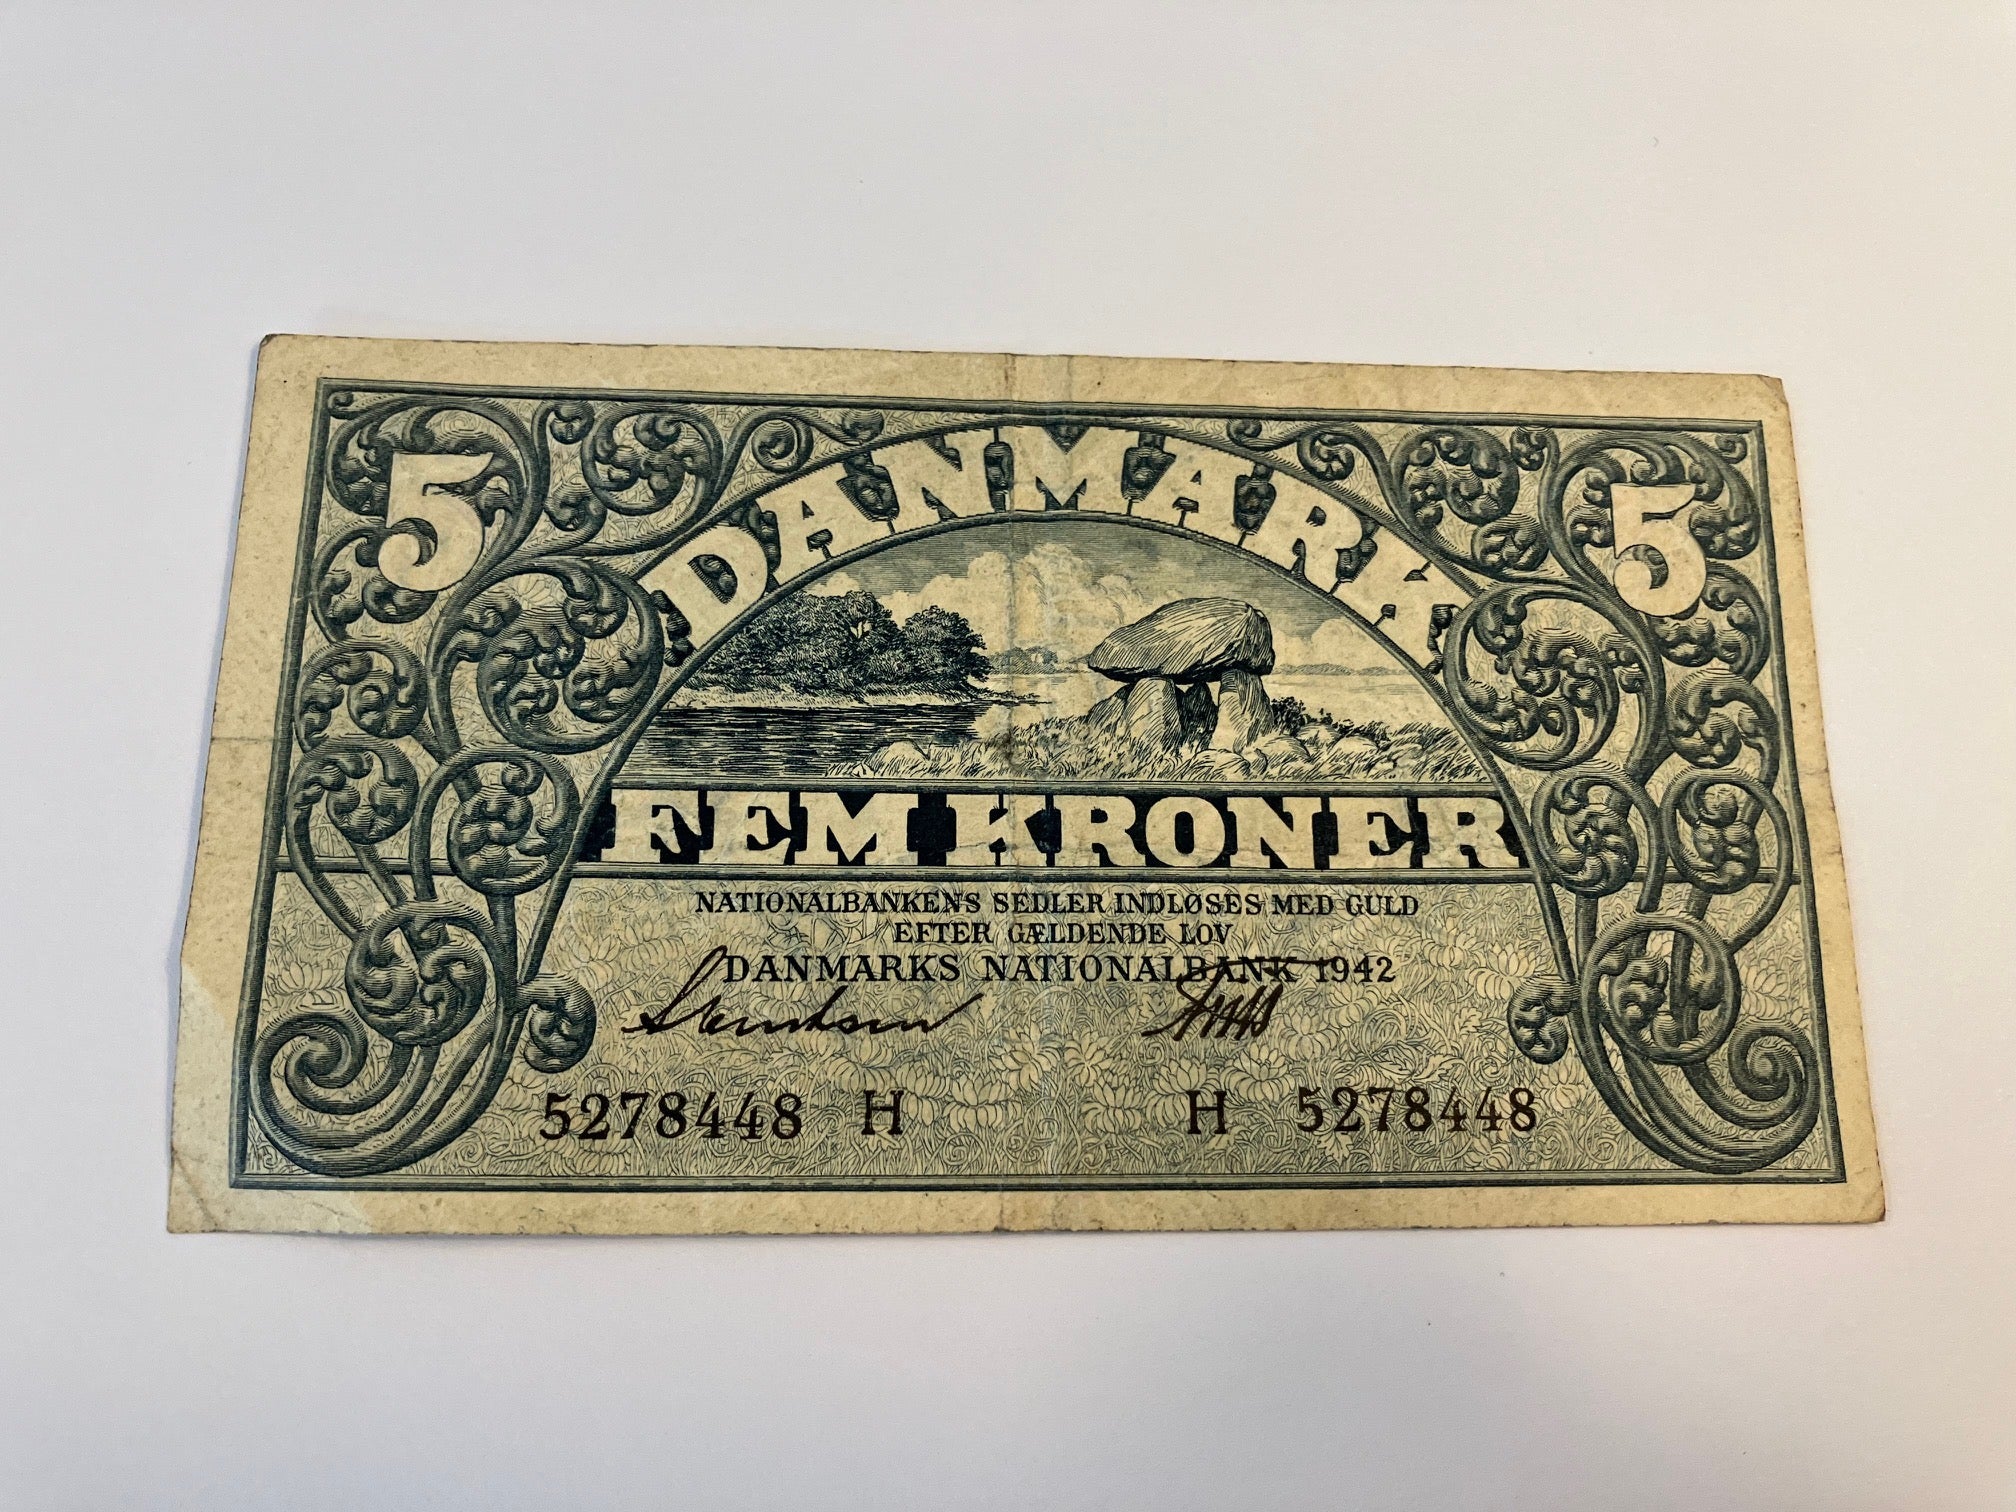 5 DANMARK 5
FEM KRONER
NATIONALBANKENS SEDLER INDLØSES MED GULD
EFTER GÆLDENDE LOV
DANMARKS NATIONALBANK 1942
5278448 H H 5278448